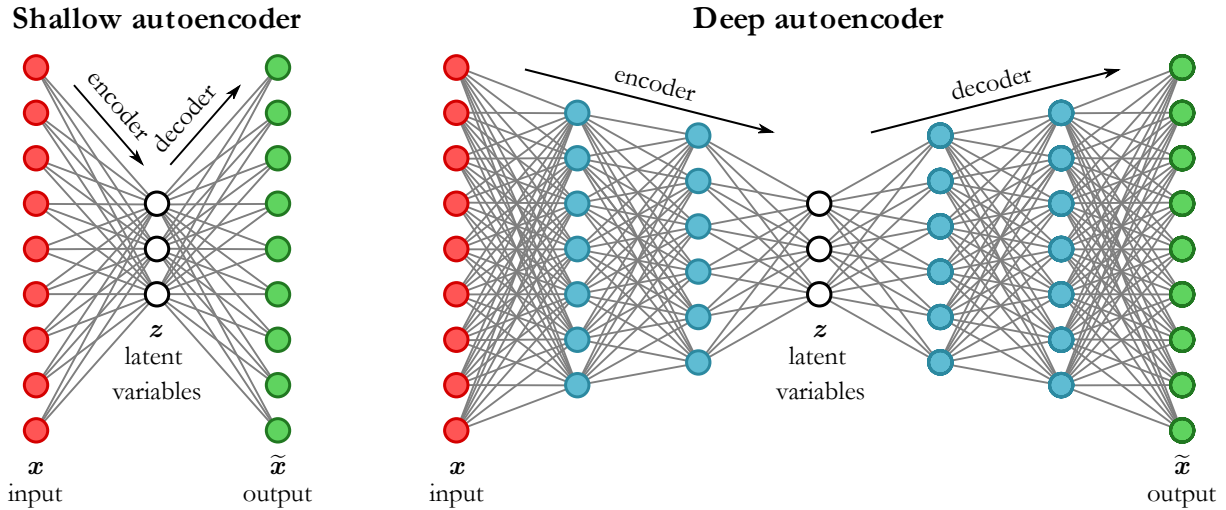 Shallow autoencoder
encoder
decoder
z
latent
variables
x
input
x̃
output
Deep autoencoder
encoder
decoder
z
latent
variables
x
input
x̃
output